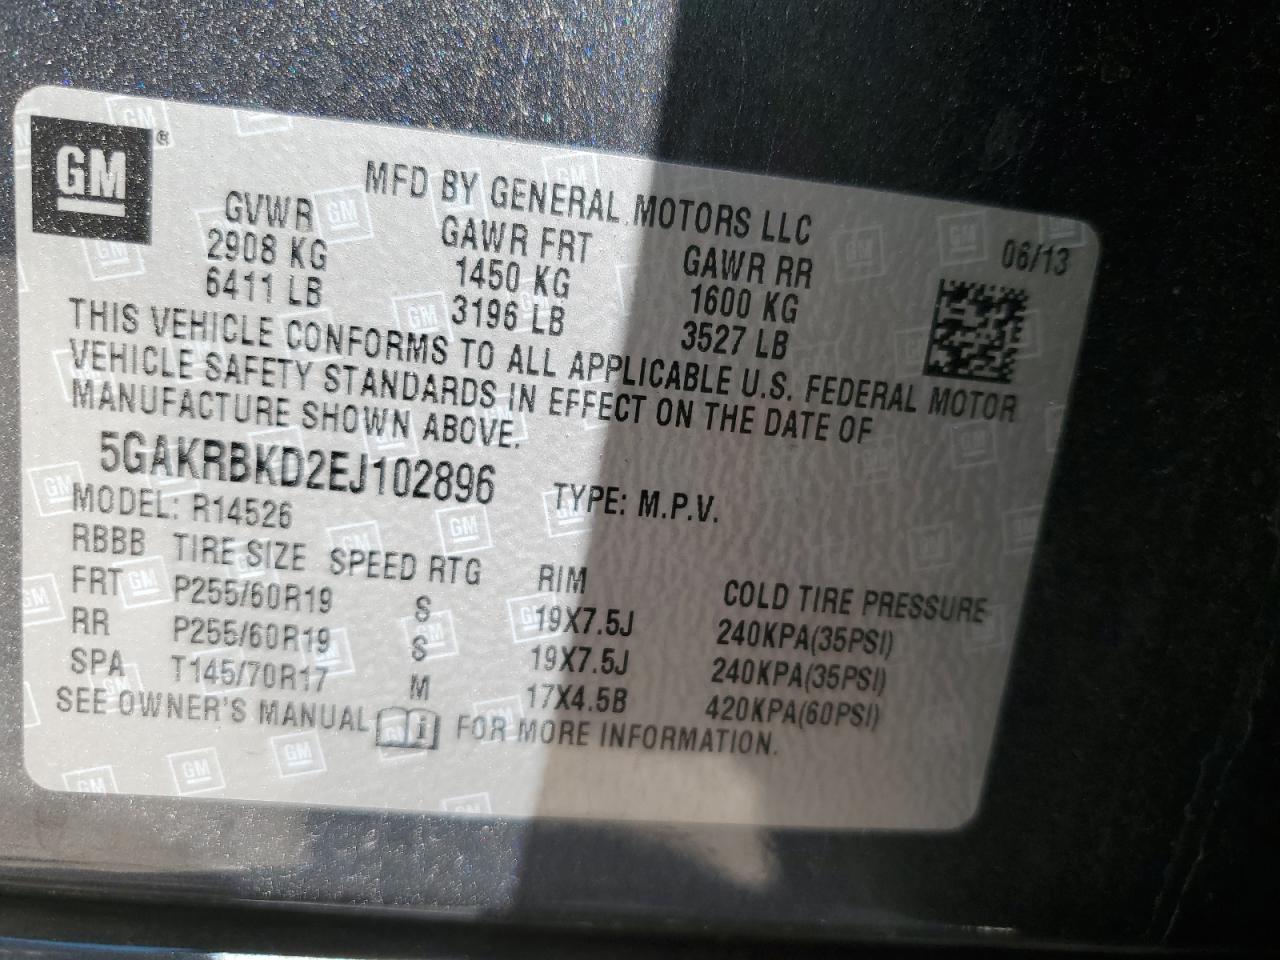 GM ®
MFD BY GENERAL MOTORS LLC
06/13
GVWR GAWR FRT GAWR RR
2908 KG 1450 KG 1600 KG
6411 LB 3196 LB 3527 LB
THIS VEHICLE CONFORMS TO ALL APPLICABLE U.S. FEDERAL MOTOR
VEHICLE SAFETY STANDARDS IN EFFECT ON THE DATE OF
MANUFACTURE SHOWN ABOVE.
5GAKRBKD2EJ102896 TYPE: M.P.V.
MODEL: R14526
RBBB TIRE SIZE SPEED RTG RIM COLD TIRE PRESSURE
FRT P255/60R19 S 19X7.5J 240KPA(35PSI)
RR P255/60R19 S 19X7.5J 240KPA(35PSI)
SPA T145/70R17 M 17X4.5B 420KPA(60PSI)
SEE OWNER'S MANUAL FOR MORE INFORMATION.